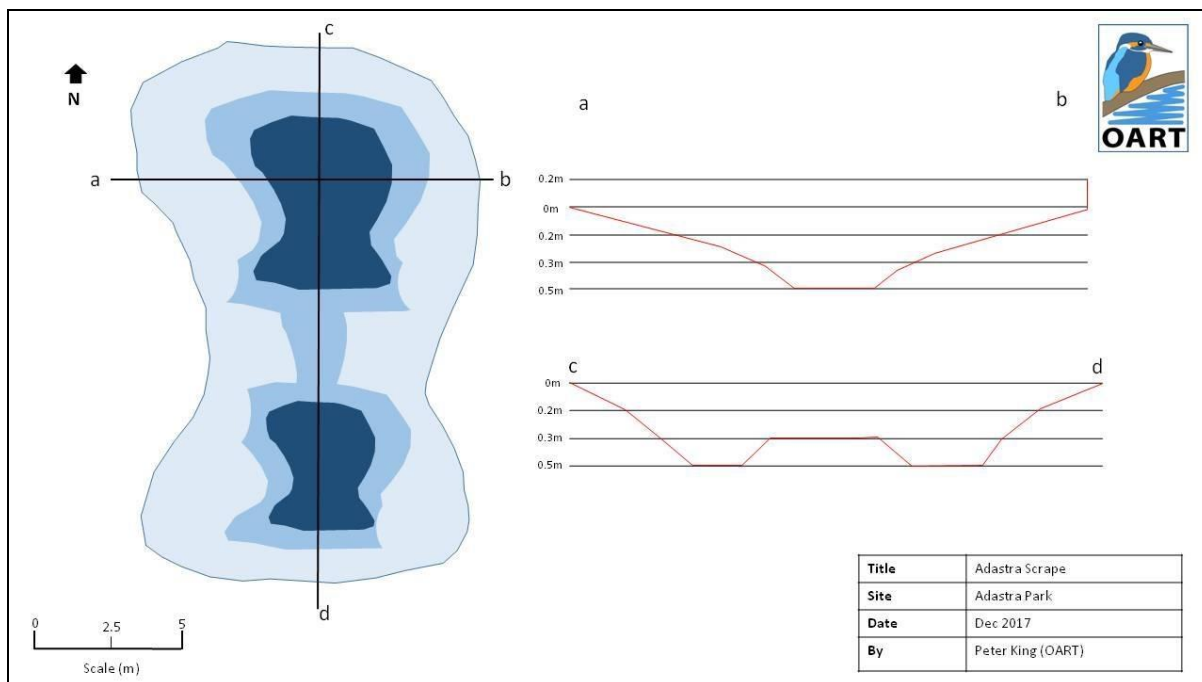 c
N
a
b
d
0
2.5
5
Scale (m)
a
b
OART
0.2m
0m
0.2m
0.3m
0.5m
c
d
0m
0.2m
0.3m
0.5m
Title Adastra Scrape
Site Adastra Park
Date Dec 2017
By Peter King (OART)